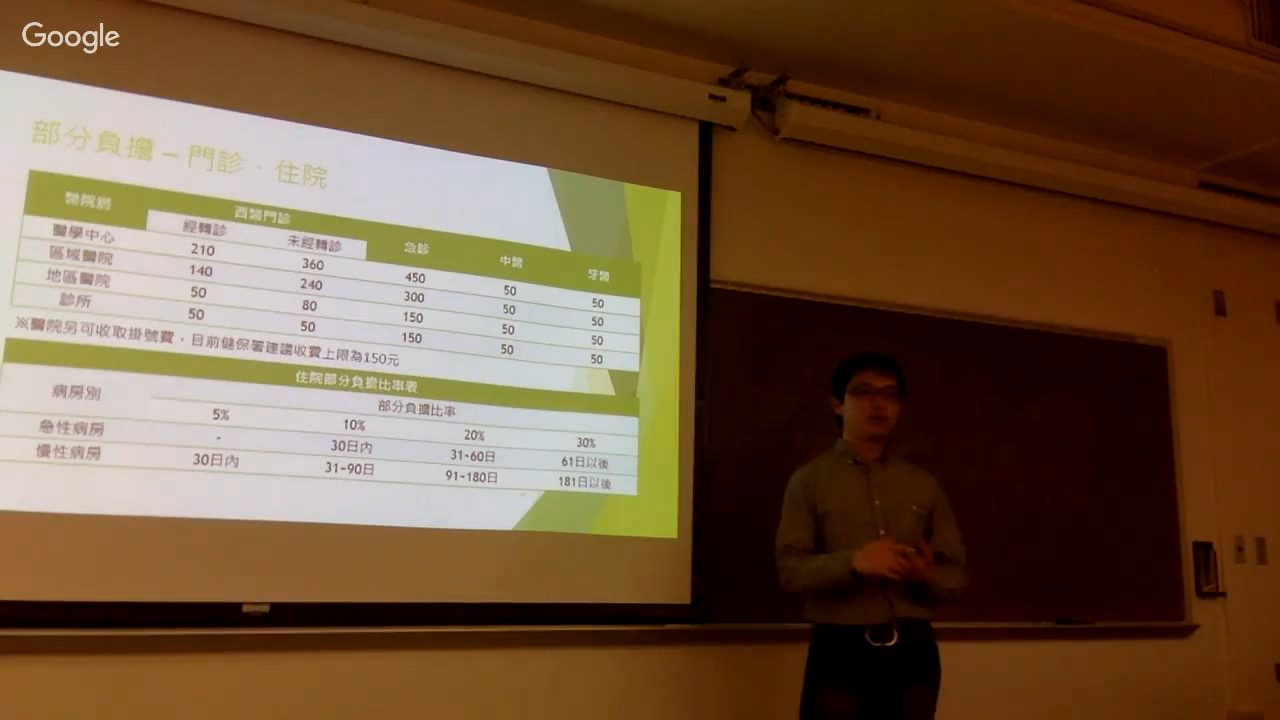 Google
部分負擔 – 門診、住院
醫院層 西醫門診 急診 中醫 牙醫
經轉診 未經轉診
醫學中心 210 360 450 50 50
區域醫院 140 240 300 50 50
地區醫院 50 80 150 50 50
診所 50 50 150 50 50
※醫院另可收取掛號費，目前健保署建議收費上限為150元
住院部分負擔比率表
病房別 部分負擔比率
5% 10% 20% 30%
急性病房 - 30日內 31~60日 61日以後
慢性病房 30日內 31~90日 91~180日 181日以後